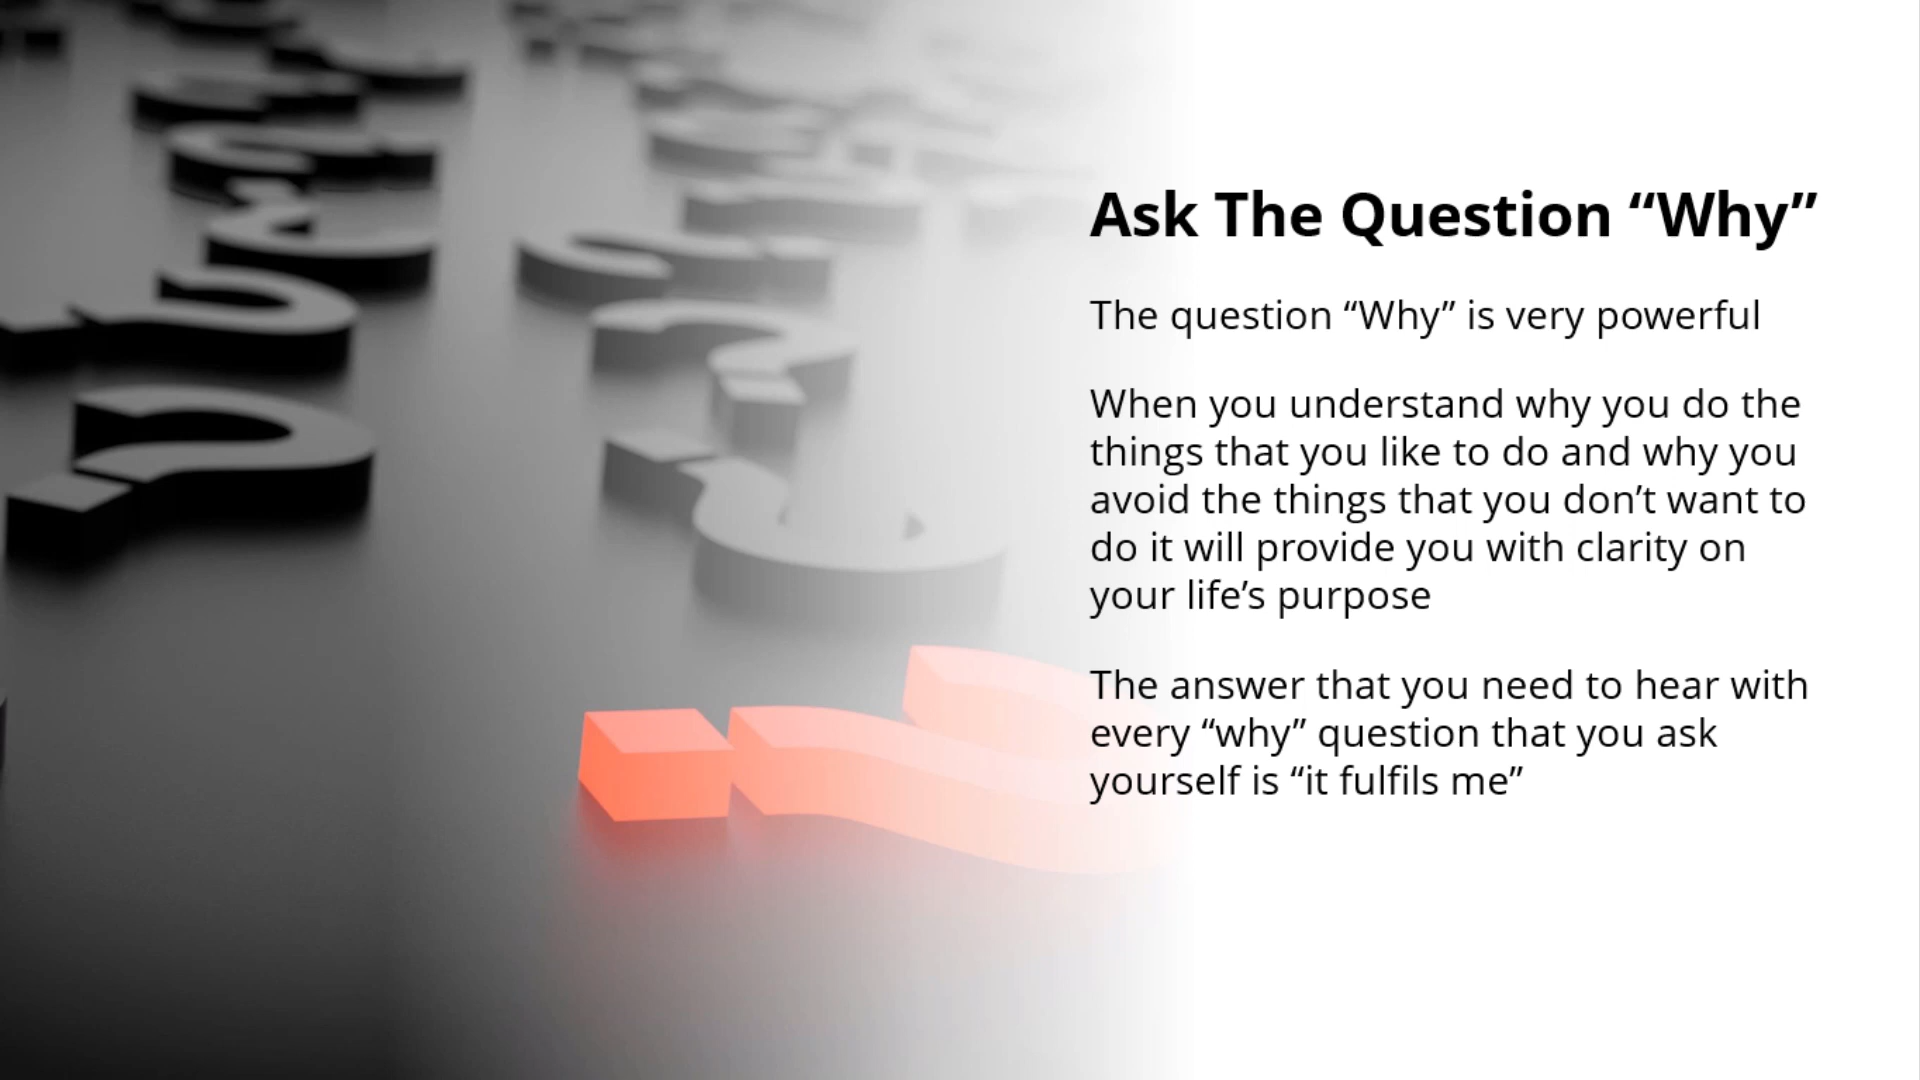 Ask The Question “Why”
The question “Why” is very powerful
When you understand why you do the
things that you like to do and why you
avoid the things that you don’t want to
do it will provide you with clarity on
your life’s purpose
The answer that you need to hear with
every “why” question that you ask
yourself is “it fulfils me”